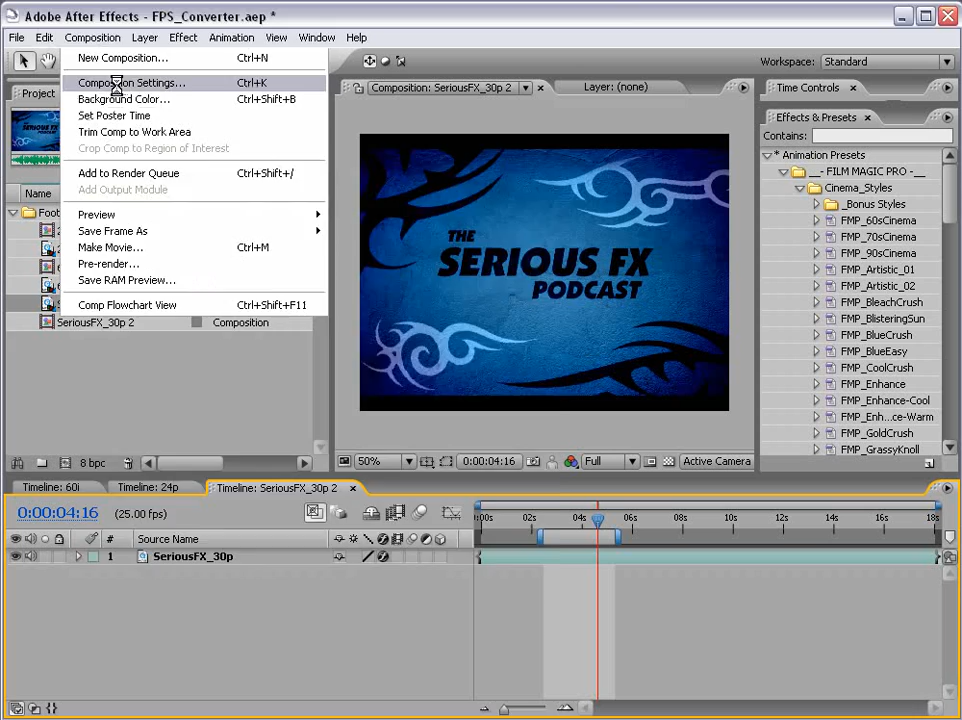 Adobe After Effects - FPS_Converter.aep *
File Edit Composition Layer Effect Animation View Window Help
New Composition... Ctrl+N
Composition Settings... Ctrl+K
Background Color... Ctrl+Shift+B
Set Poster Time
Trim Comp to Work Area
Crop Comp to Region of Interest
Add to Render Queue Ctrl+Shift+/
Add Output Module
Preview
Save Frame As
Make Movie... Ctrl+M
Pre-render...
Save RAM Preview...
Comp Flowchart View Ctrl+Shift+F11
Workspace: Standard
Project
Name
Foot
SeriousFX_30p 2 Composition
8 bpc
Composition: SeriousFX_30p 2
Layer: (none)
THE
SERIOUS FX
PODCAST
50% 0:00:04:16 Full Active Camera
Time Controls
Effects & Presets
Contains:
* Animation Presets
__- FILM MAGIC PRO -__
Cinema_Styles
_Bonus Styles
FMP_60sCinema
FMP_70sCinema
FMP_90sCinema
FMP_Artistic_01
FMP_Artistic_02
FMP_BleachCrush
FMP_BlisteringSun
FMP_BlueCrush
FMP_BlueEasy
FMP_CoolCrush
FMP_Enhance
FMP_Enhance-Cool
FMP_Enh...ce-Warm
FMP_GoldCrush
FMP_GrassyKnoll
Timeline: 60i Timeline: 24p Timeline: SeriousFX_30p 2
0:00:04:16 (25.00 fps)
:00s 02s 04s 06s 08s 10s 12s 14s 16s 18s
# Source Name
1 SeriousFX_30p